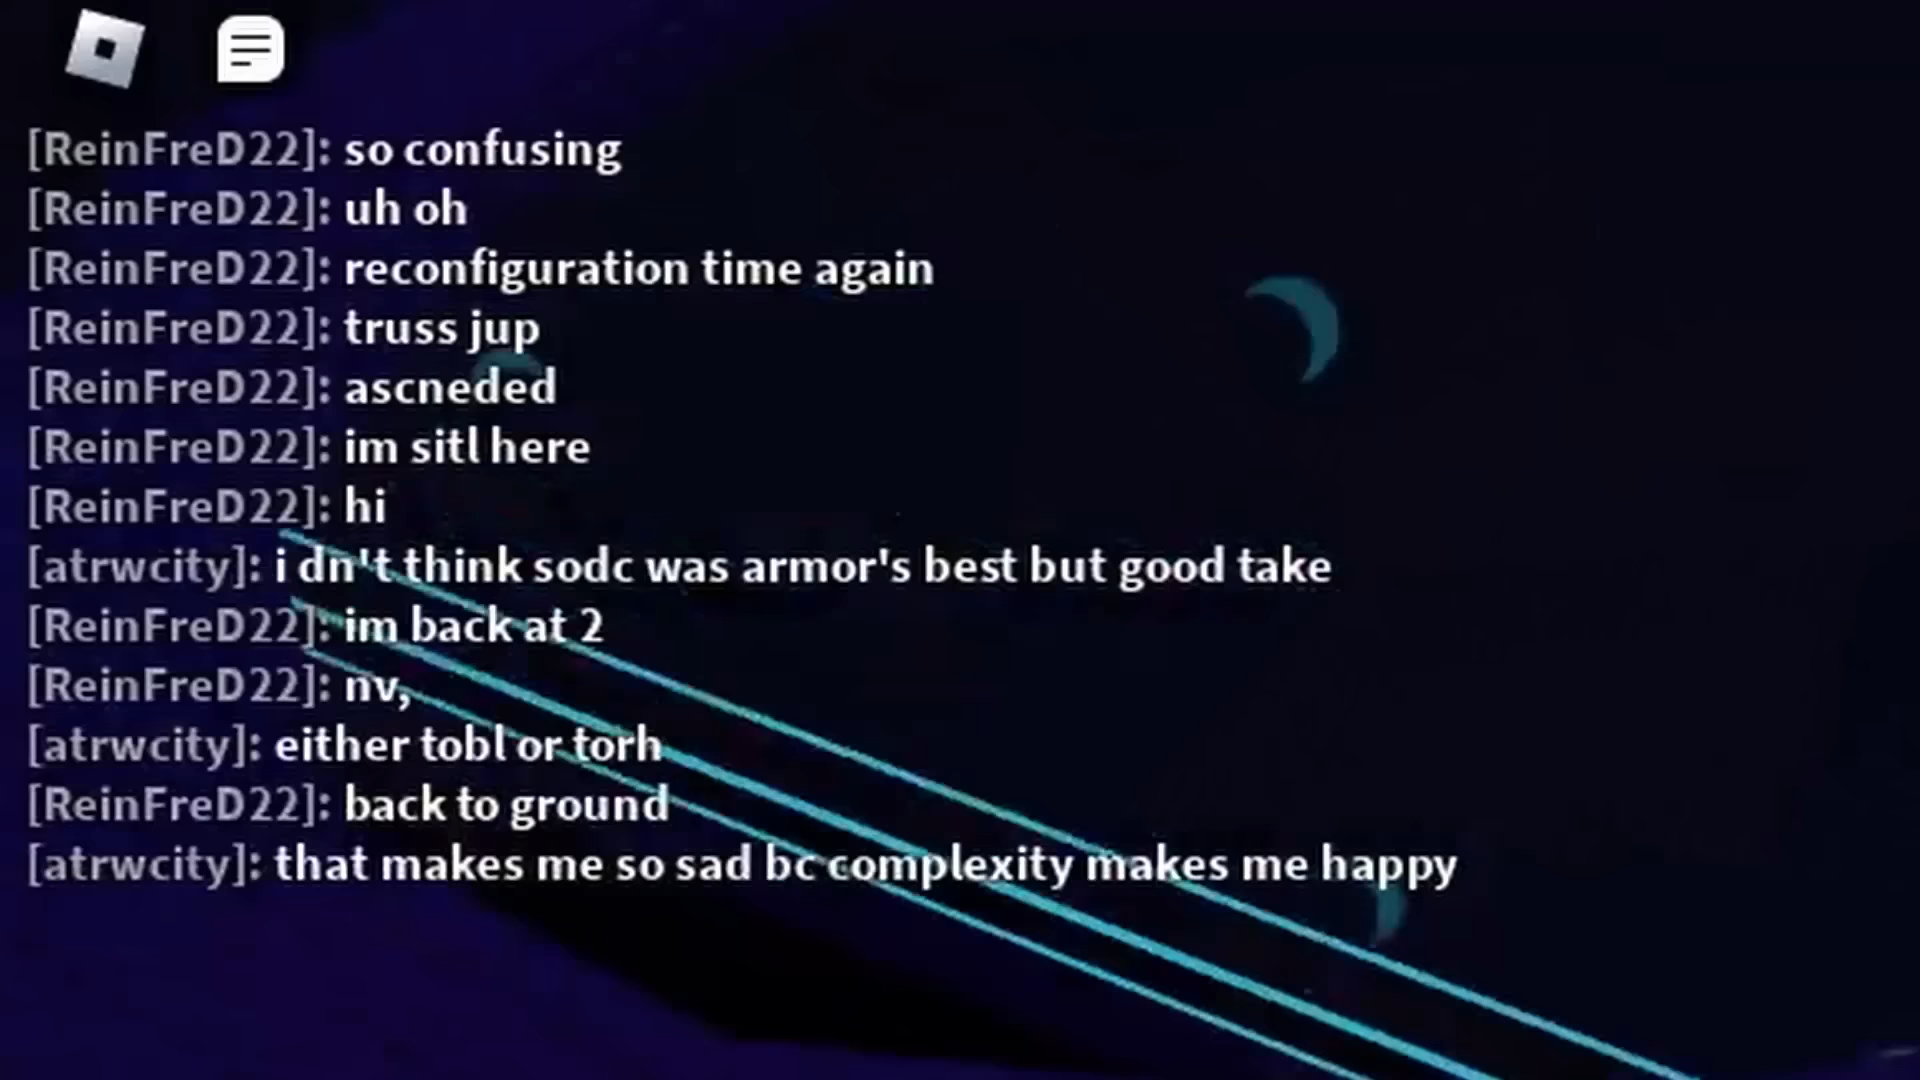 [ReinFreD22]: so confusing
[ReinFreD22]: uh oh
[ReinFreD22]: reconfiguration time again
[ReinFreD22]: truss jup
[ReinFreD22]: ascneded
[ReinFreD22]: im sitl here
[ReinFreD22]: hi
[atrwcity]: i dn't think sodc was armor's best but good take
[ReinFreD22]: im back at 2
[ReinFreD22]: nv,
[atrwcity]: either tobl or torh
[ReinFreD22]: back to ground
[atrwcity]: that makes me so sad bc complexity makes me happy